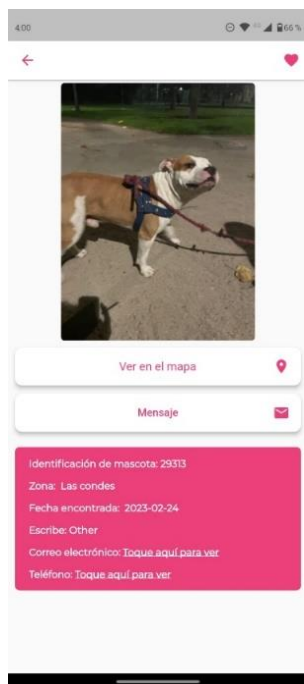 4:00
66%
Ver en el mapa
Mensaje
Identificación de mascota: 29313
Zona: Las condes
Fecha encontrada: 2023-02-24
Escribe: Other
Correo electrónico: Toque aquí para ver
Teléfono: Toque aquí para ver